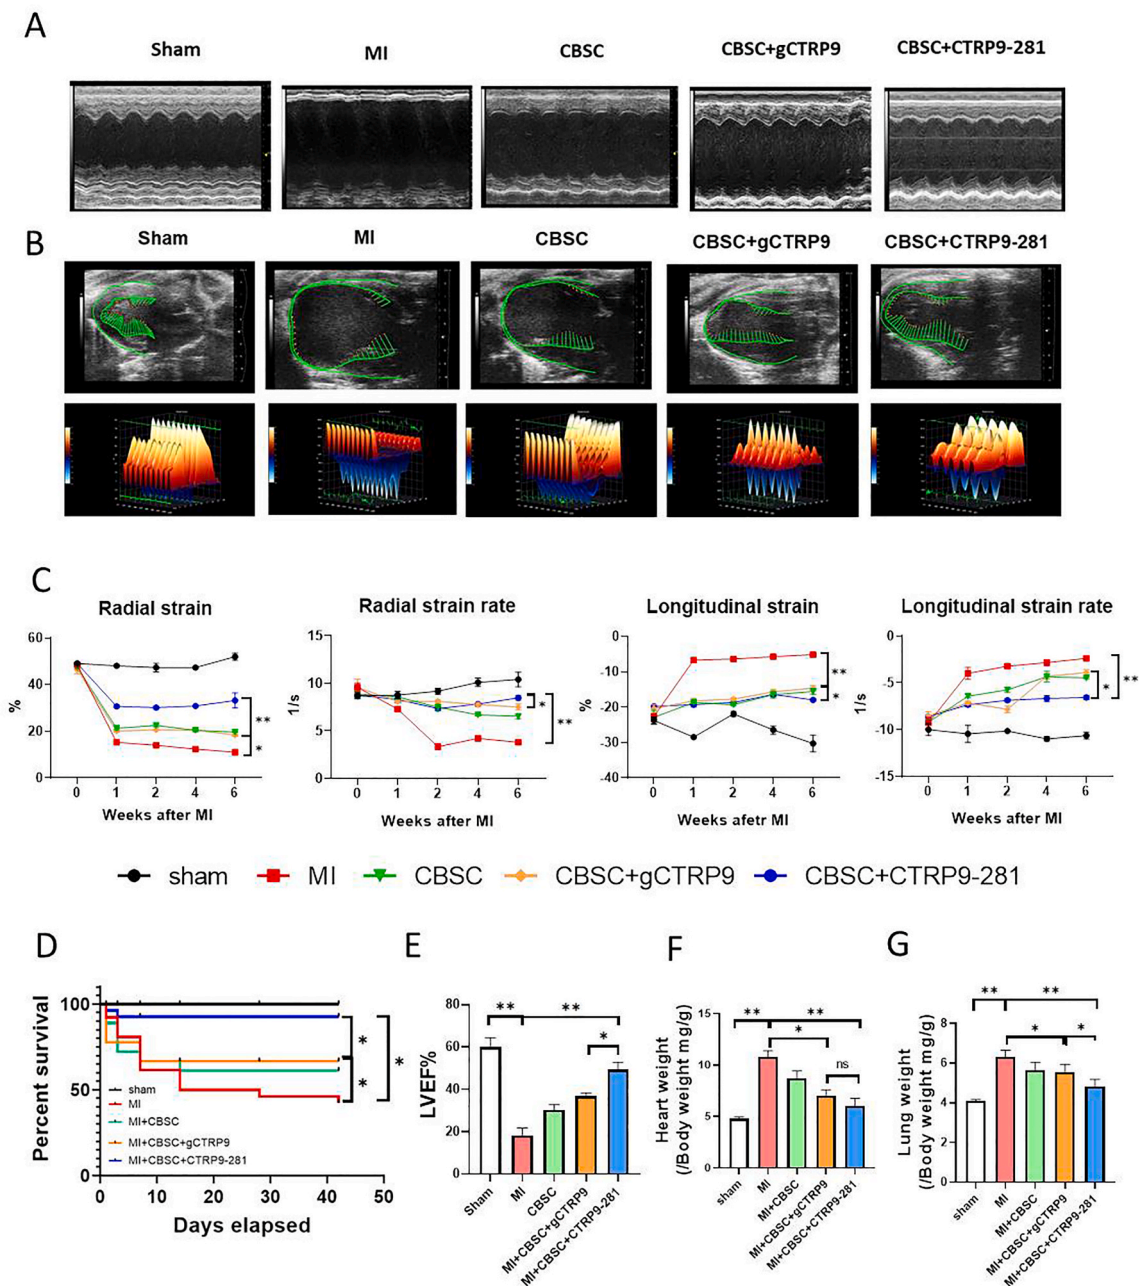 A
Sham MI CBSC CBSC+gCTRP9 CBSC+CTRP9-281
B
Sham MI CBSC CBSC+gCTRP9 CBSC+CTRP9-281
C
Radial strain
60
40
20
0
%
0 1 2 4 6
Weeks after MI
**
*
Radial strain rate
15
10
5
0
1/s
0 1 2 4 6
Weeks after MI
*
**
Longitudinal strain
0
-10
-20
-30
-40
%
0 1 2 4 6
Weeks afetr MI
**
*
Longitudinal strain rate
0
-5
-10
-15
1/s
0 1 2 4 6
Weeks after MI
*
**
sham MI CBSC CBSC+gCTRP9 CBSC+CTRP9-281
D
Percent survival
100
50
0
sham
MI
MI+CBSC
MI+CBSC+gCTRP9
MI+CBSC+CTRP9-281
0 10 20 30 40 50
Days elapsed
*
*
*
E
LVEF%
80
60
40
20
0
** **
*
Sham
MI
CBSC
MI+CBSC+gCTRP9
MI+CBSC+CTRP9-281
F
Heart weight
(/Body weight mg/g)
15
10
5
0
** **
*
ns
sham
MI
MI+CBSC
MI+CBSC+gCTRP9
MI+CBSC+CTRP9-281
G
Lung weight
(/Body weight mg/g)
8
6
4
2
0
** **
* *
sham
MI
MI+CBSC
MI+CBSC+gCTRP9
MI+CBSC+CTRP9-281